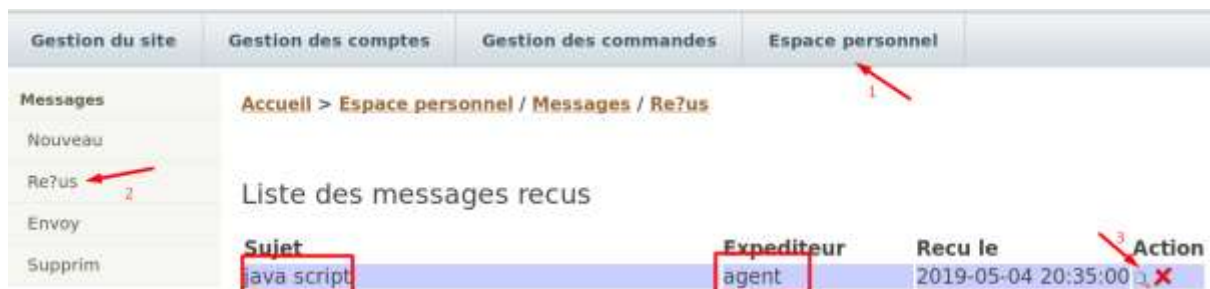 Gestion du site Gestion des comptes Gestion des commandes Espace personnel
1
Messages
Accueil > Espace personnel / Messages / Re?us
Nouveau
Re?us
2
Liste des messages recus
Envoy
Supprim
3
Sujet Expediteur Recu le Action
java script agent 2019-05-04 20:35:00